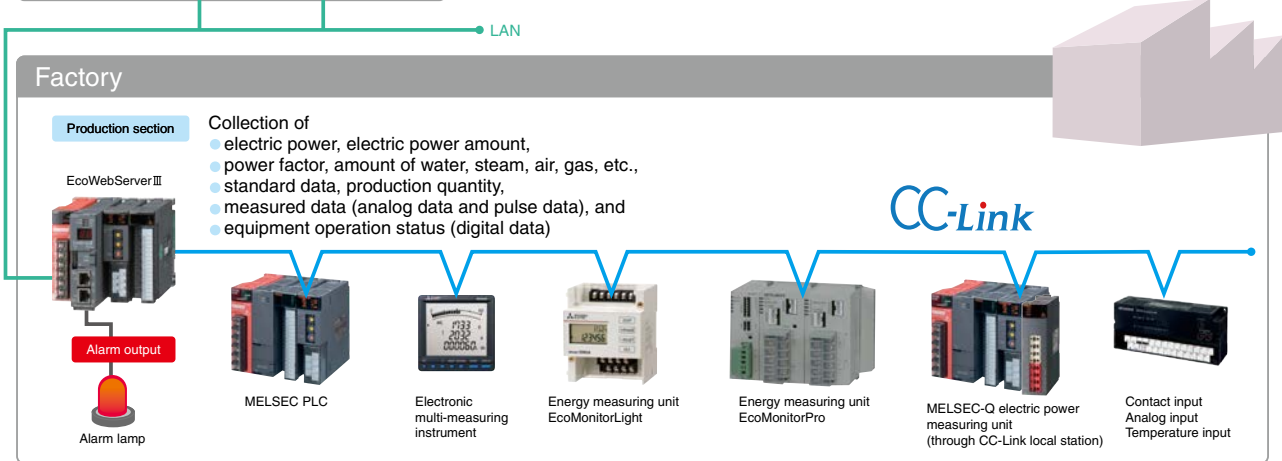 LAN
Factory
Production section
Collection of
electric power, electric power amount,
power factor, amount of water, steam, air, gas, etc.,
standard data, production quantity,
measured data (analog data and pulse data), and
equipment operation status (digital data)
EcoWebServerⅢ
CC-Link
Alarm output
Alarm lamp
MELSEC PLC
Electronic
multi-measuring
instrument
Energy measuring unit
EcoMonitorLight
Energy measuring unit
EcoMonitorPro
MELSEC-Q electric power
measuring unit
(through CC-Link local station)
Contact input
Analog input
Temperature input